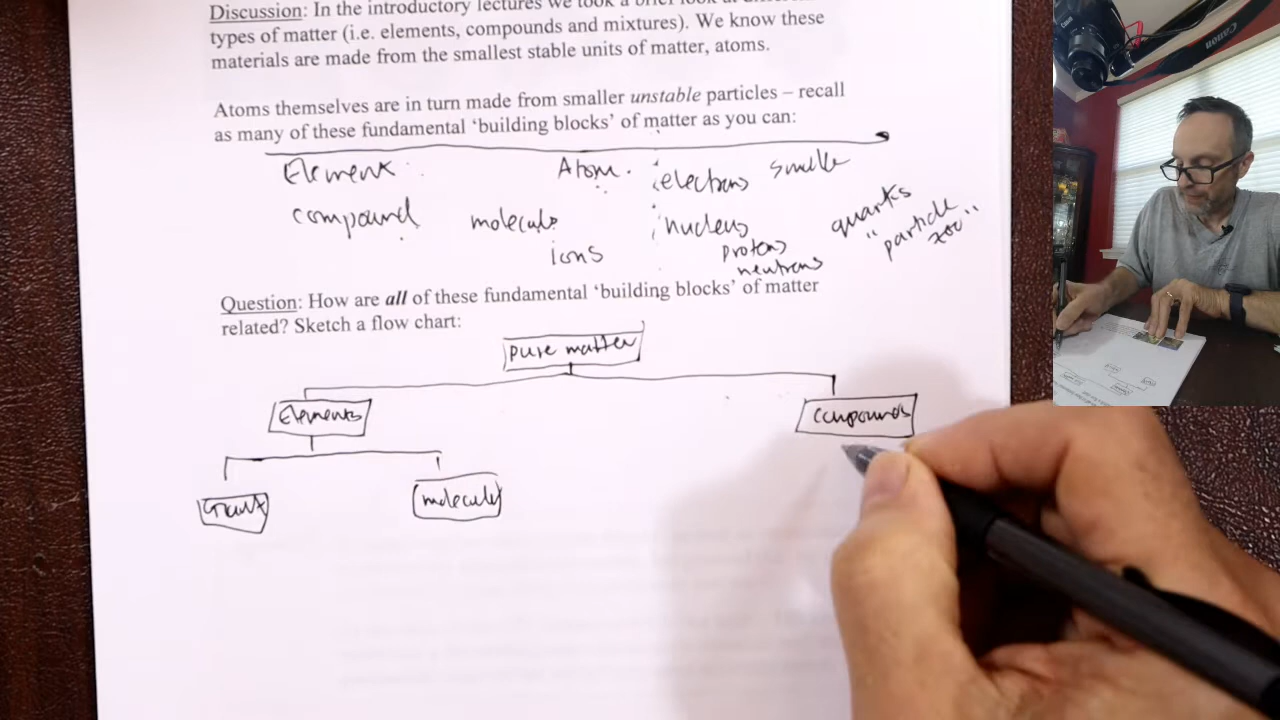 Discussion: In the introductory lectures we took a brief look at different
types of matter (i.e. elements, compounds and mixtures). We know these
materials are made from the smallest stable units of matter, atoms.
Atoms themselves are in turn made from smaller unstable particles – recall
as many of these fundamental ‘building blocks’ of matter as you can:
Element
Atom
electrons
smaller
compound
molecule
nucleus
quarks
"particle
zoo"
ions
protons
neutrons
Question: How are all of these fundamental ‘building blocks’ of matter
related? Sketch a flow chart:
pure matter
Elements
compounds
Giant
molecular
Canon